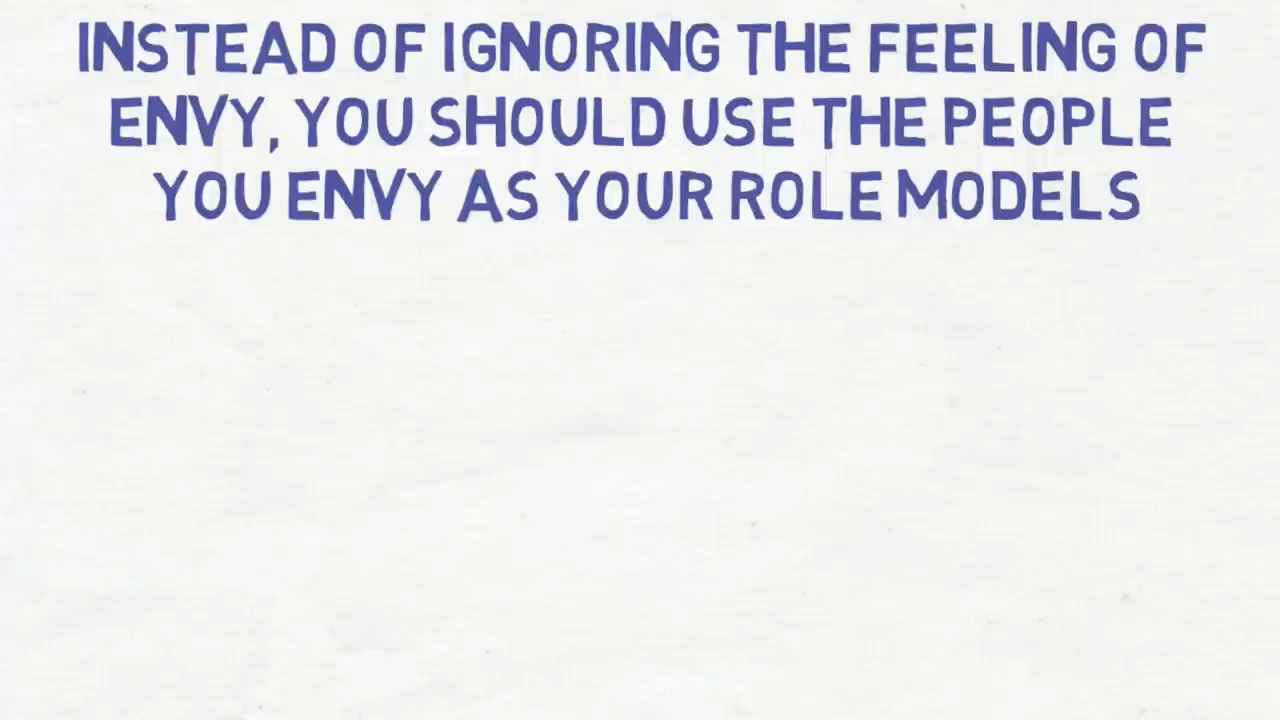 INSTEAD OF IGNORING THE FEELING OF
ENVY, YOU SHOULD USE THE PEOPLE
YOU ENVY AS YOUR ROLE MODELS